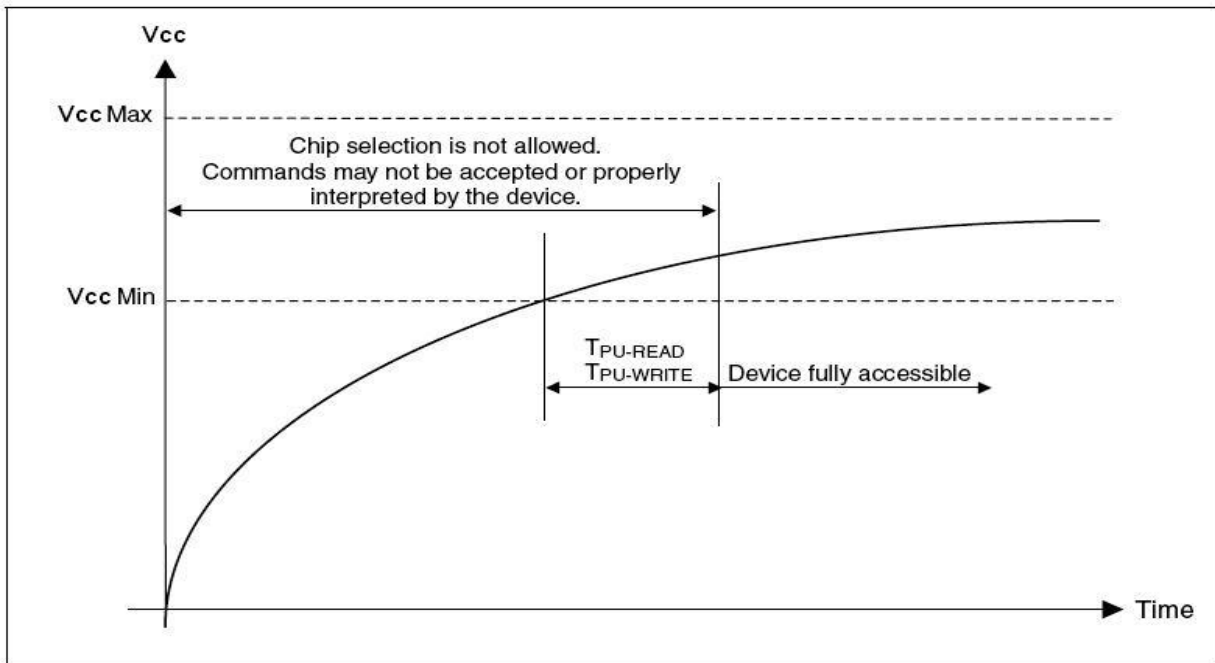 Vcc
Vcc Max
Chip selection is not allowed.
Commands may not be accepted or properly
interpreted by the device.
Vcc Min
TPU-READ
TPU-WRITE
Device fully accessible
Time